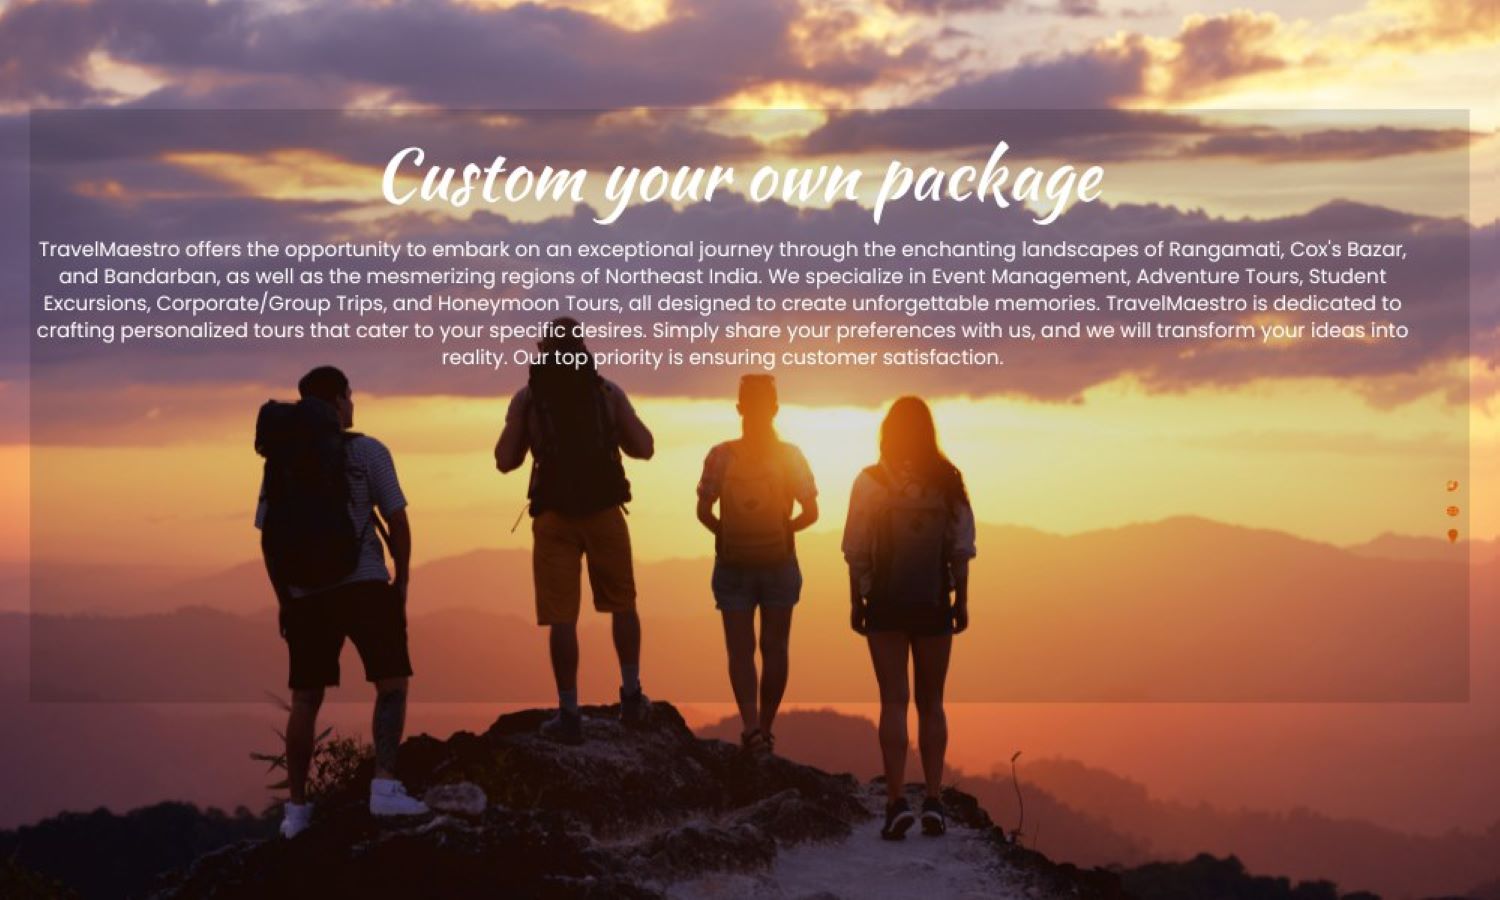 Custom your own package
TravelMaestro offers the opportunity to embark on an exceptional journey through the enchanting landscapes of Rangamati, Cox's Bazar,
and Bandarban, as well as the mesmerizing regions of Northeast India. We specialize in Event Management, Adventure Tours, Student
Excursions, Corporate/Group Trips, and Honeymoon Tours, all designed to create unforgettable memories. TravelMaestro is dedicated to
crafting personalized tours that cater to your specific desires. Simply share your preferences with us, and we will transform your ideas into
reality. Our top priority is ensuring customer satisfaction.